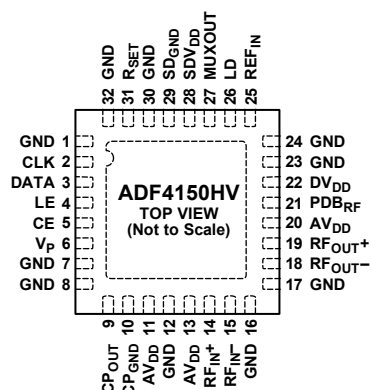 32 GND
31 RSET
30 GND
29 SDGND
28 SDVDD
27 MUXOUT
26 LD
25 REFIN
GND 1
CLK 2
DATA 3
LE 4
CE 5
VP 6
GND 7
GND 8
ADF4150HV
TOP VIEW
(Not to Scale)
24 GND
23 GND
22 DVDD
21 PDBRF
20 AVDD
19 RFOUT+
18 RFOUT−
17 GND
CPOUT 9
CPGND 10
AVDD 11
GND 12
AVDD 13
RFIN+ 14
RFIN− 15
GND 16